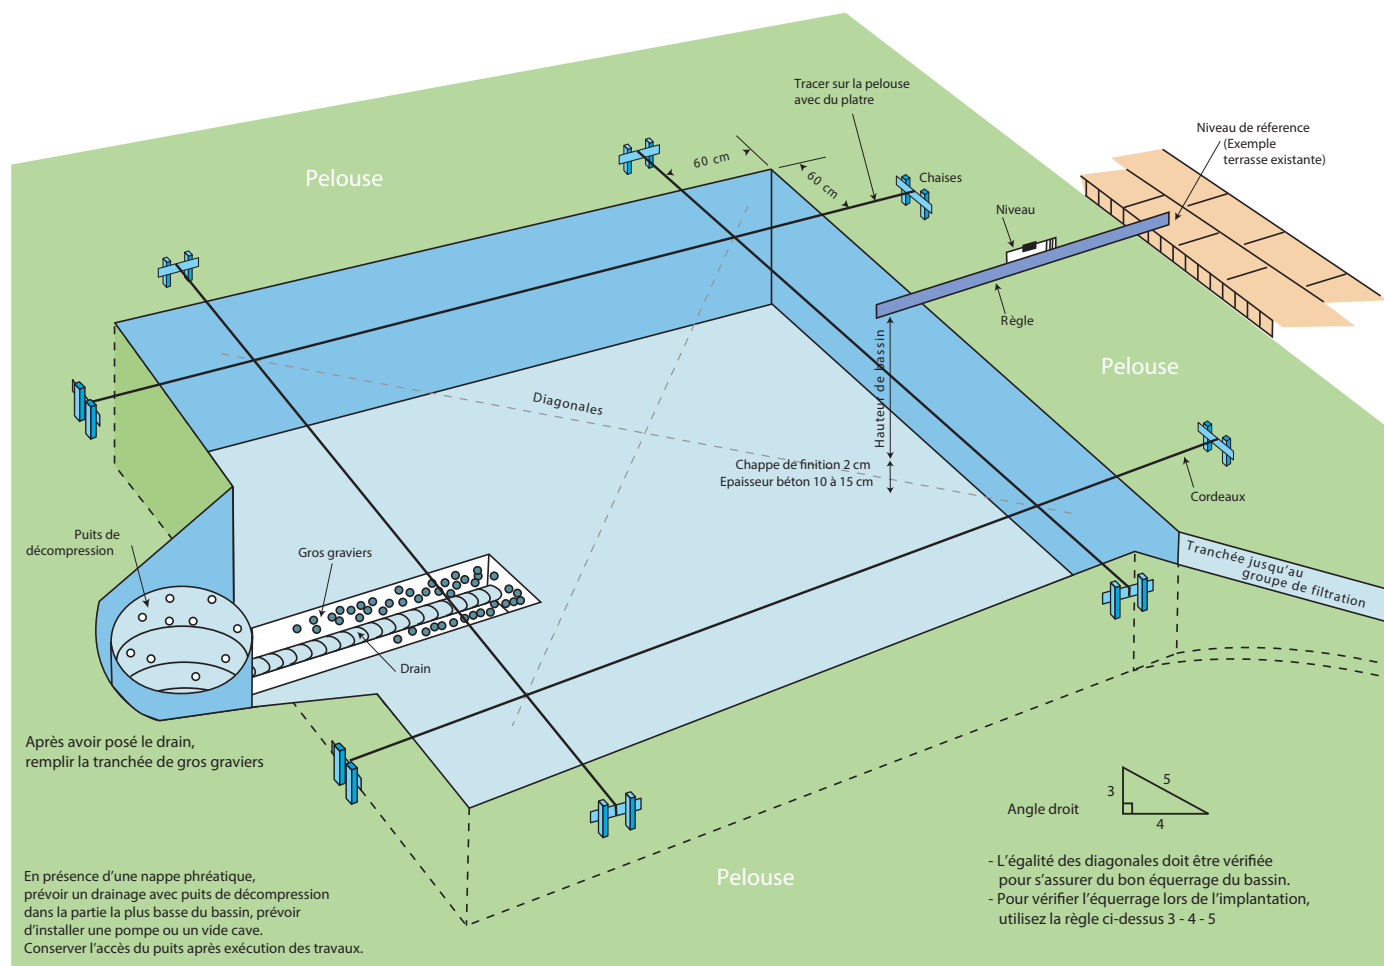 Tracer sur la pelouse
avec du platre
Niveau de réference
(Exemple
terrasse existante)
60 cm
60 cm
Chaises
Pelouse
Niveau
Règle
Pelouse
Hauteur de bassin
Diagonales
Chappe de finition 2 cm
Epaisseur béton 10 à 15 cm
Cordeaux
Puits de
décompression
Gros graviers
Tranchée jusqu'au
groupe de filtration
Drain
Après avoir posé le drain,
remplir la tranchée de gros graviers
Angle droit
3
5
4
Pelouse
En présence d'une nappe phréatique,
prévoir un drainage avec puits de décompression
dans la partie la plus basse du bassin, prévoir
d'installer une pompe ou un vide cave.
Conserver l'accès du puits après exécution des travaux.
- L'égalité des diagonales doit être vérifiée
pour s'assurer du bon équerrage du bassin.
- Pour vérifier l'équerrage lors de l'implantation,
utilisez la règle ci-dessus 3 - 4 - 5